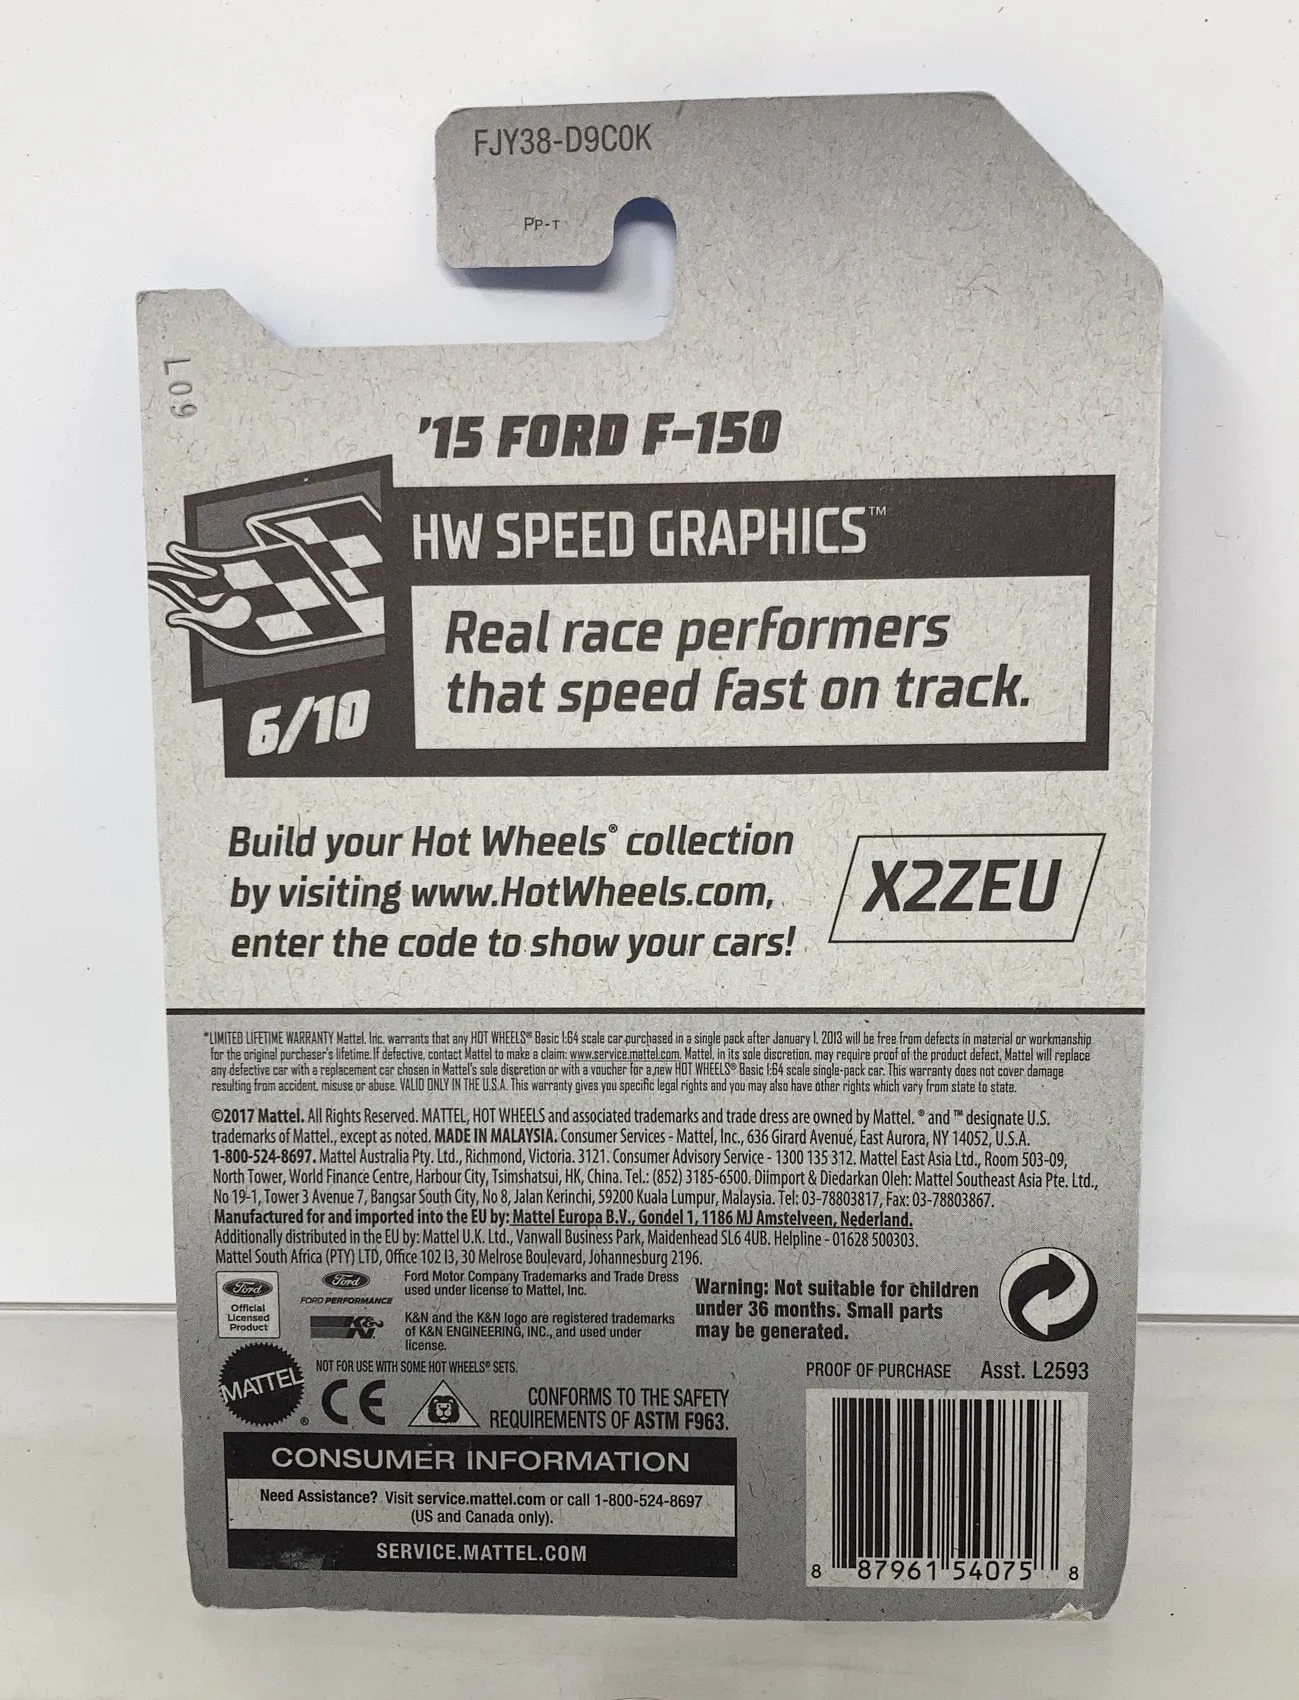 FJY38-D9C0K
PP-T
L09
'15 FORD F-150
HW SPEED GRAPHICS™
Real race performers
that speed fast on track.
6/10
Build your Hot Wheels® collection
by visiting www.HotWheels.com,
enter the code to show your cars!
X2ZEU
*LIMITED LIFETIME WARRANTY Mattel, Inc. warrants that any HOT WHEELS® Basic 1:64 scale car purchased in a single pack after January 1, 2013 will be free from defects in material or workmanship
for the original purchaser's lifetime. If defective, contact Mattel to make a claim: www.service.mattel.com. Mattel, in its sole discretion, may require proof of the product defect, Mattel will replace
any defective car with a replacement car chosen in Mattel's sole discretion or with a voucher for a new HOT WHEELS® Basic 1:64 scale single-pack car. This warranty does not cover damage
resulting from accident, misuse or abuse. VALID ONLY IN THE U.S.A. This warranty gives you specific legal rights and you may also have other rights which vary from state to state.
©2017 Mattel. All Rights Reserved. MATTEL, HOT WHEELS and associated trademarks and trade dress are owned by Mattel. ® and ™ designate U.S.
trademarks of Mattel., except as noted. MADE IN MALAYSIA. Consumer Services - Mattel, Inc., 636 Girard Avenue, East Aurora, NY 14052, U.S.A.
1-800-524-8697. Mattel Australia Pty. Ltd., Richmond, Victoria. 3121. Consumer Advisory Service - 1300 135 312. Mattel East Asia Ltd., Room 503-09,
North Tower, World Finance Centre, Harbour City, Tsimshatsui, HK, China. Tel.: (852) 3185-6500. Diimport & Diedarkan Oleh: Mattel Southeast Asia Pte. Ltd.,
No 19-1, Tower 3 Avenue 7, Bangsar South City, No 8, Jalan Kerinchi, 59200 Kuala Lumpur, Malaysia. Tel: 03-78803817, Fax: 03-78803867.
Manufactured for and imported into the EU by: Mattel Europa B.V., Gondel 1, 1186 MJ Amstelveen, Nederland.
Additionally distributed in the EU by: Mattel U.K. Ltd., Vanwall Business Park, Maidenhead SL6 4UB. Helpline - 01628 500303.
Mattel South Africa (PTY) LTD, Office 102 I3, 30 Melrose Boulevard, Johannesburg 2196.
Ford
Official
Licensed
Product
Ford
FORD PERFORMANCE
K&N
Ford Motor Company Trademarks and Trade Dress
used under license to Mattel, Inc.
K&N and the K&N logo are registered trademarks
of K&N ENGINEERING, INC., and used under
license.
Warning: Not suitable for children
under 36 months. Small parts
may be generated.
NOT FOR USE WITH SOME HOT WHEELS® SETS.
MATTEL®
CE
CONFORMS TO THE SAFETY
REQUIREMENTS OF ASTM F963.
PROOF OF PURCHASE Asst. L2593
CONSUMER INFORMATION
Need Assistance? Visit service.mattel.com or call 1-800-524-8697
(US and Canada only).
SERVICE.MATTEL.COM
8 87961 54075 8